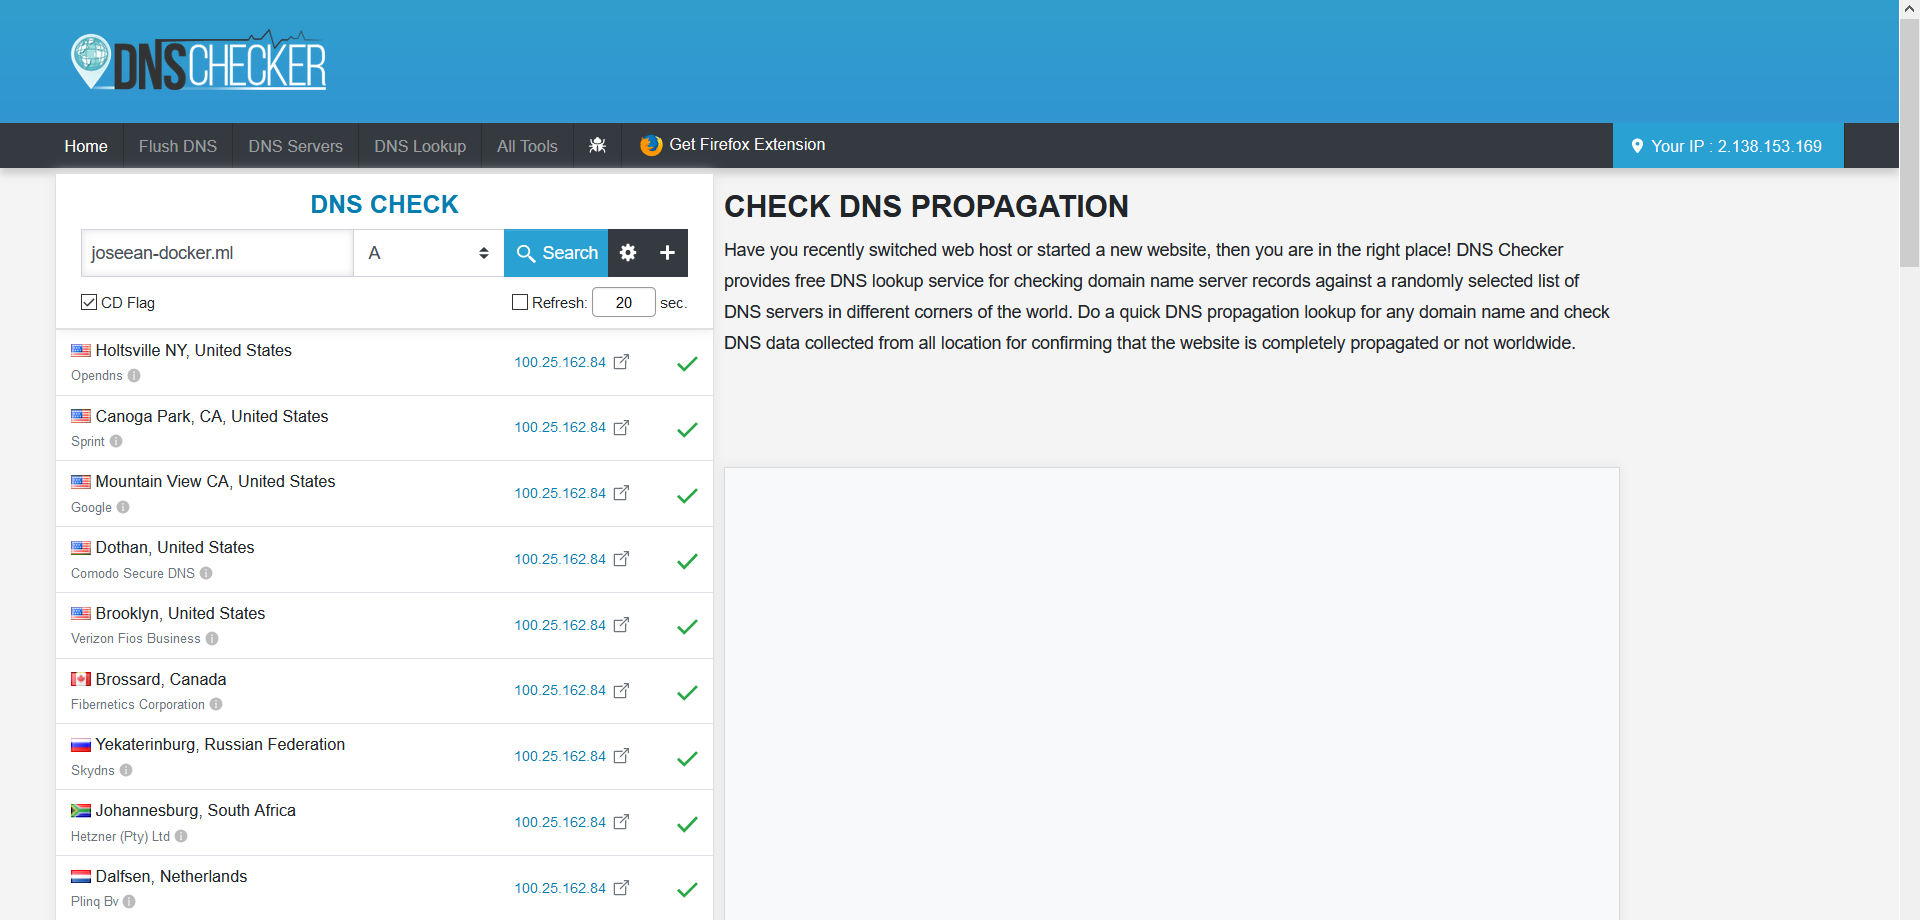 DNSCHECKER
Home
Flush DNS
DNS Servers
DNS Lookup
All Tools
Get Firefox Extension
Your IP : 2.138.153.169
DNS CHECK
joseean-docker.ml
A
Search
CD Flag
Refresh: 20 sec.
Holtsville NY, United States
Opendns
100.25.162.84
Canoga Park, CA, United States
Sprint
100.25.162.84
Mountain View CA, United States
Google
100.25.162.84
Dothan, United States
Comodo Secure DNS
100.25.162.84
Brooklyn, United States
Verizon Fios Business
100.25.162.84
Brossard, Canada
Fibernetics Corporation
100.25.162.84
Yekaterinburg, Russian Federation
Skydns
100.25.162.84
Johannesburg, South Africa
Hetzner (Pty) Ltd
100.25.162.84
Dalfsen, Netherlands
Plinq Bv
100.25.162.84
CHECK DNS PROPAGATION
Have you recently switched web host or started a new website, then you are in the right place! DNS Checker
provides free DNS lookup service for checking domain name server records against a randomly selected list of
DNS servers in different corners of the world. Do a quick DNS propagation lookup for any domain name and check
DNS data collected from all location for confirming that the website is completely propagated or not worldwide.